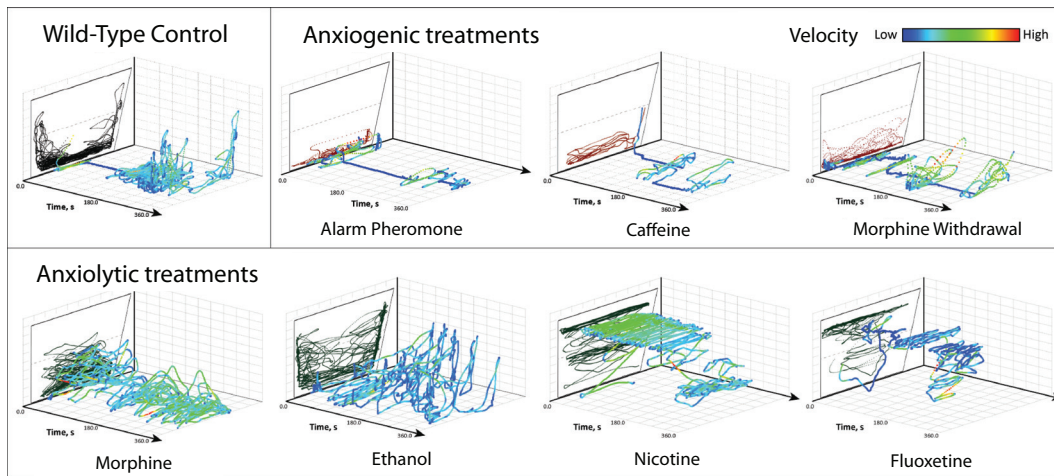 Wild-Type Control
Anxiogenic treatments
Velocity Low High
0.0
Time, s
180.0
360.0
0.0
Time, s
180.0
360.0
Alarm Pheromone
0.0
Time, s
180.0
360.0
Caffeine
0.0
Time, s
180.0
360.0
Morphine Withdrawal
Anxiolytic treatments
0.0
Time, s
180.0
360.0
Morphine
0.0
Time, s
180.0
360.0
Ethanol
0.0
Time, s
180.0
360.0
Nicotine
0.0
Time, s
180.0
360.0
Fluoxetine